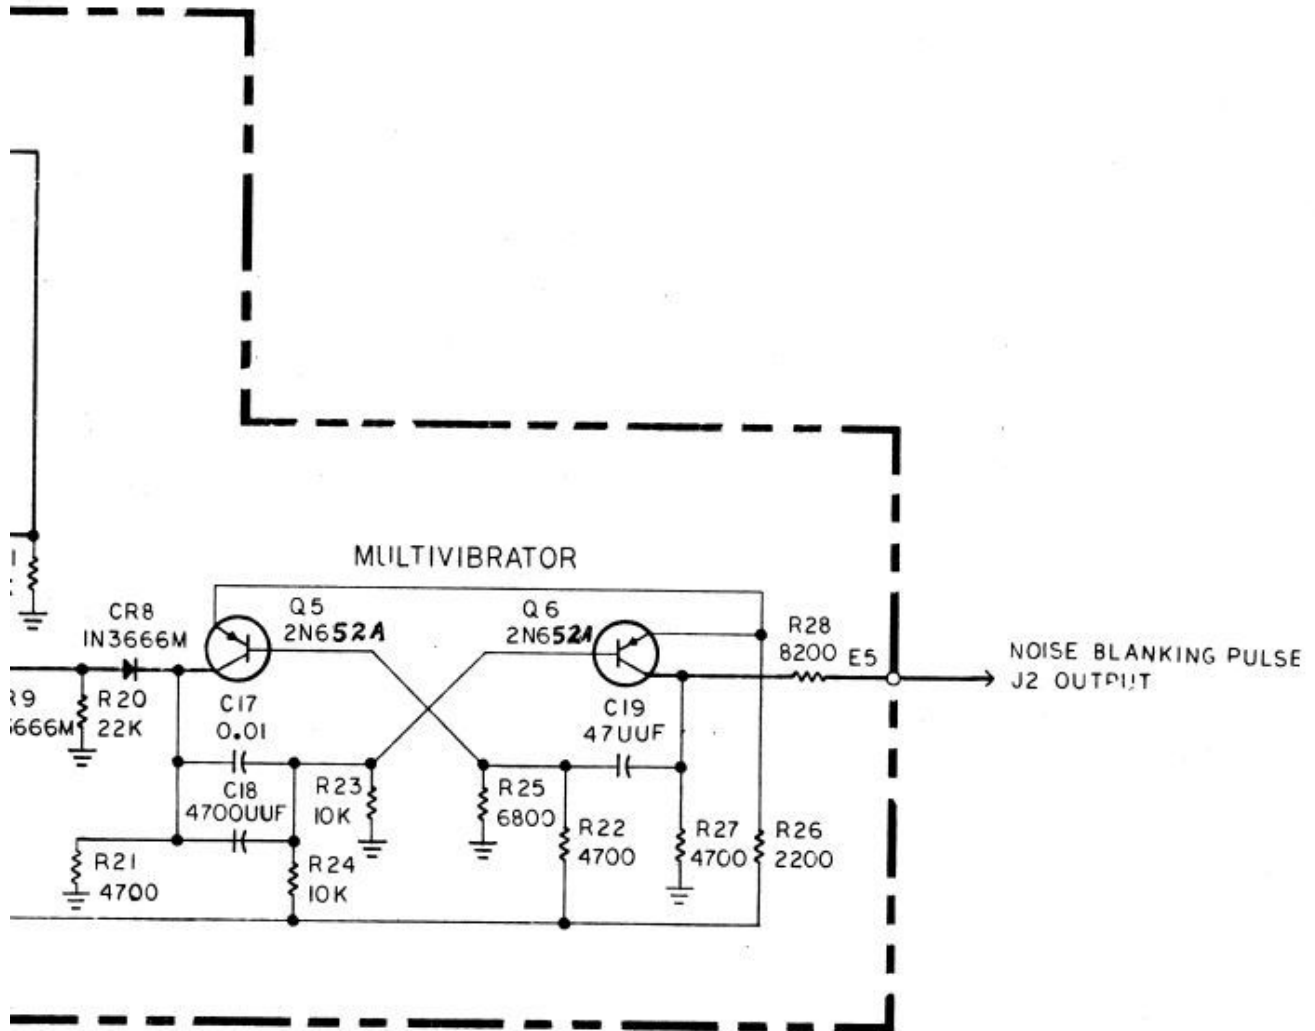 MULTIVIBRATOR
CR8
IN3666M
Q5
2N652A
Q6
2N652A
R28
8200
E5
NOISE BLANKING PULSE
J2 OUTPUT
R9
666M
R20
22K
C17
0.01
C19
47UUF
C18
4700UUF
R23
10K
R25
6800
R22
4700
R27
4700
R26
2200
R21
4700
R24
10K